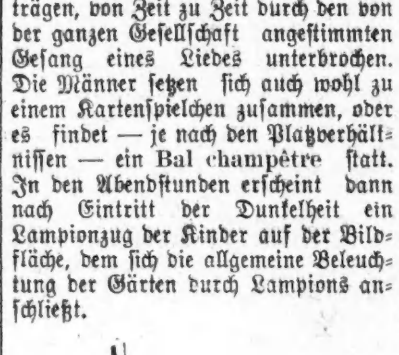 trägen, von Zeit zu Zeit durch den von
der ganzen Gesellschaft angestimmten
Gesang eines Liedes unterbrochen.
Die Männer setzen sich auch wohl zu
einem Kartenspielchen zusammen, oder
es findet — je nach den Platzverhält-
nissen — ein Bal champêtre statt.
In den Abendstunden erscheint dann
nach Eintritt der Dunkelheit ein
Lampionzug der Kinder auf der Bild-
fläche, dem sich die allgemeine Beleuch-
tung der Gärten durch Lampions an-
schließt.